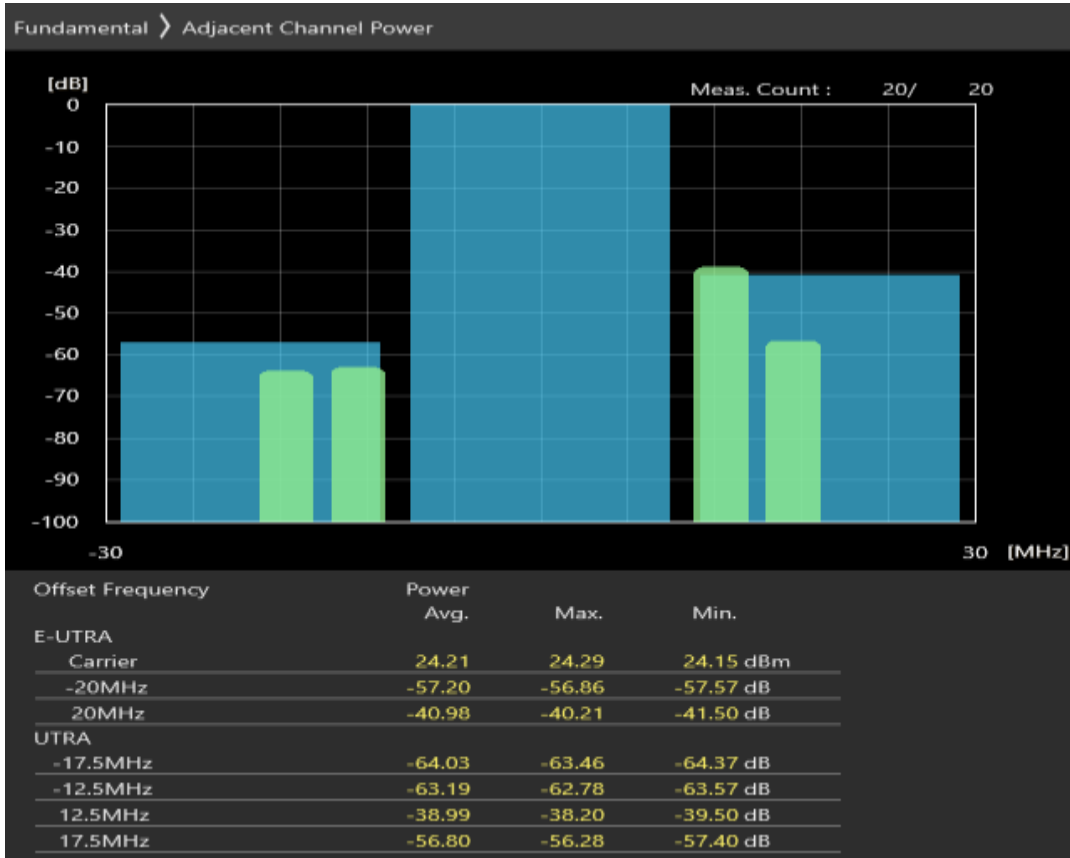 Fundamental 〉 Adjacent Channel Power
[dB]
Meas. Count : 20/ 20
0
-10
-20
-30
-40
-50
-60
-70
-80
-90
-100
-30 30 [MHz]
Offset Frequency Power
Avg. Max. Min.
E-UTRA
Carrier 24.21 24.29 24.15 dBm
-20MHz -57.20 -56.86 -57.57 dB
20MHz -40.98 -40.21 -41.50 dB
UTRA
-17.5MHz -64.03 -63.46 -64.37 dB
-12.5MHz -63.19 -62.78 -63.57 dB
12.5MHz -38.99 -38.20 -39.50 dB
17.5MHz -56.80 -56.28 -57.40 dB